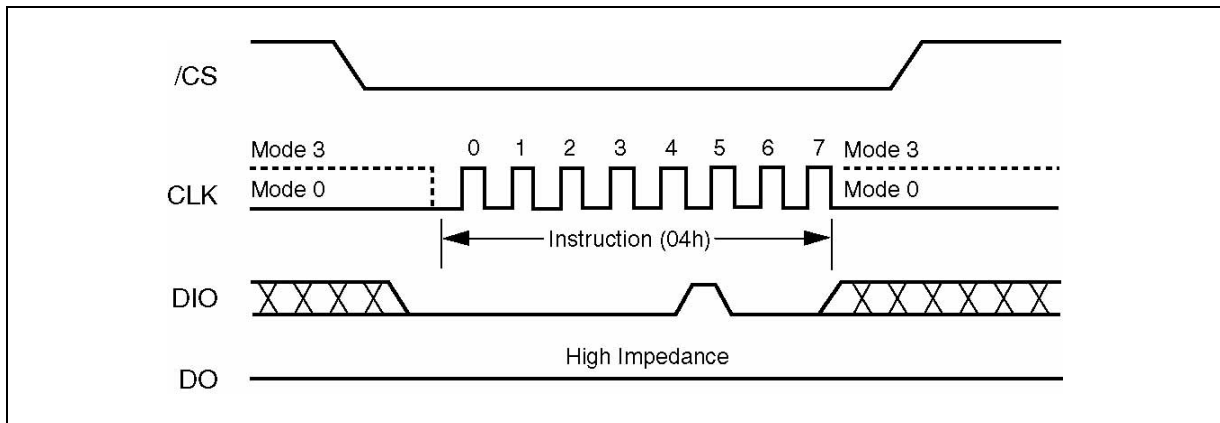 /CS
Mode 3 0 1 2 3 4 5 6 7 Mode 3
CLK Mode 0 Mode 0
Instruction (04h)
DIO
High Impedance
DO